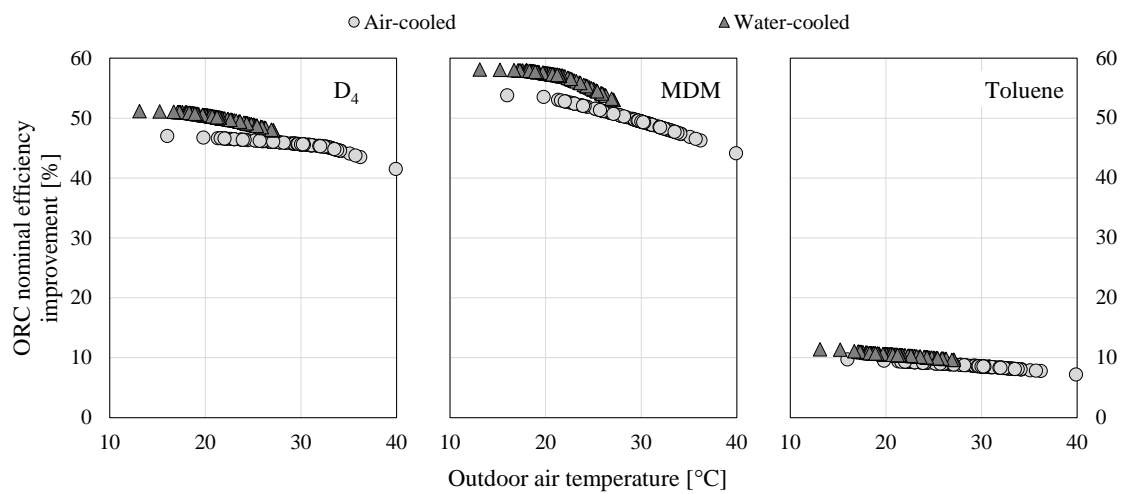 Air-cooled
Water-cooled
ORC nominal efficiency
improvement [%]
60
50
40
30
20
10
0
D4
MDM
Toluene
60
50
40
30
20
10
0
10 20 30 40
10 20 30 40
10 20 30 40
Outdoor air temperature [°C]